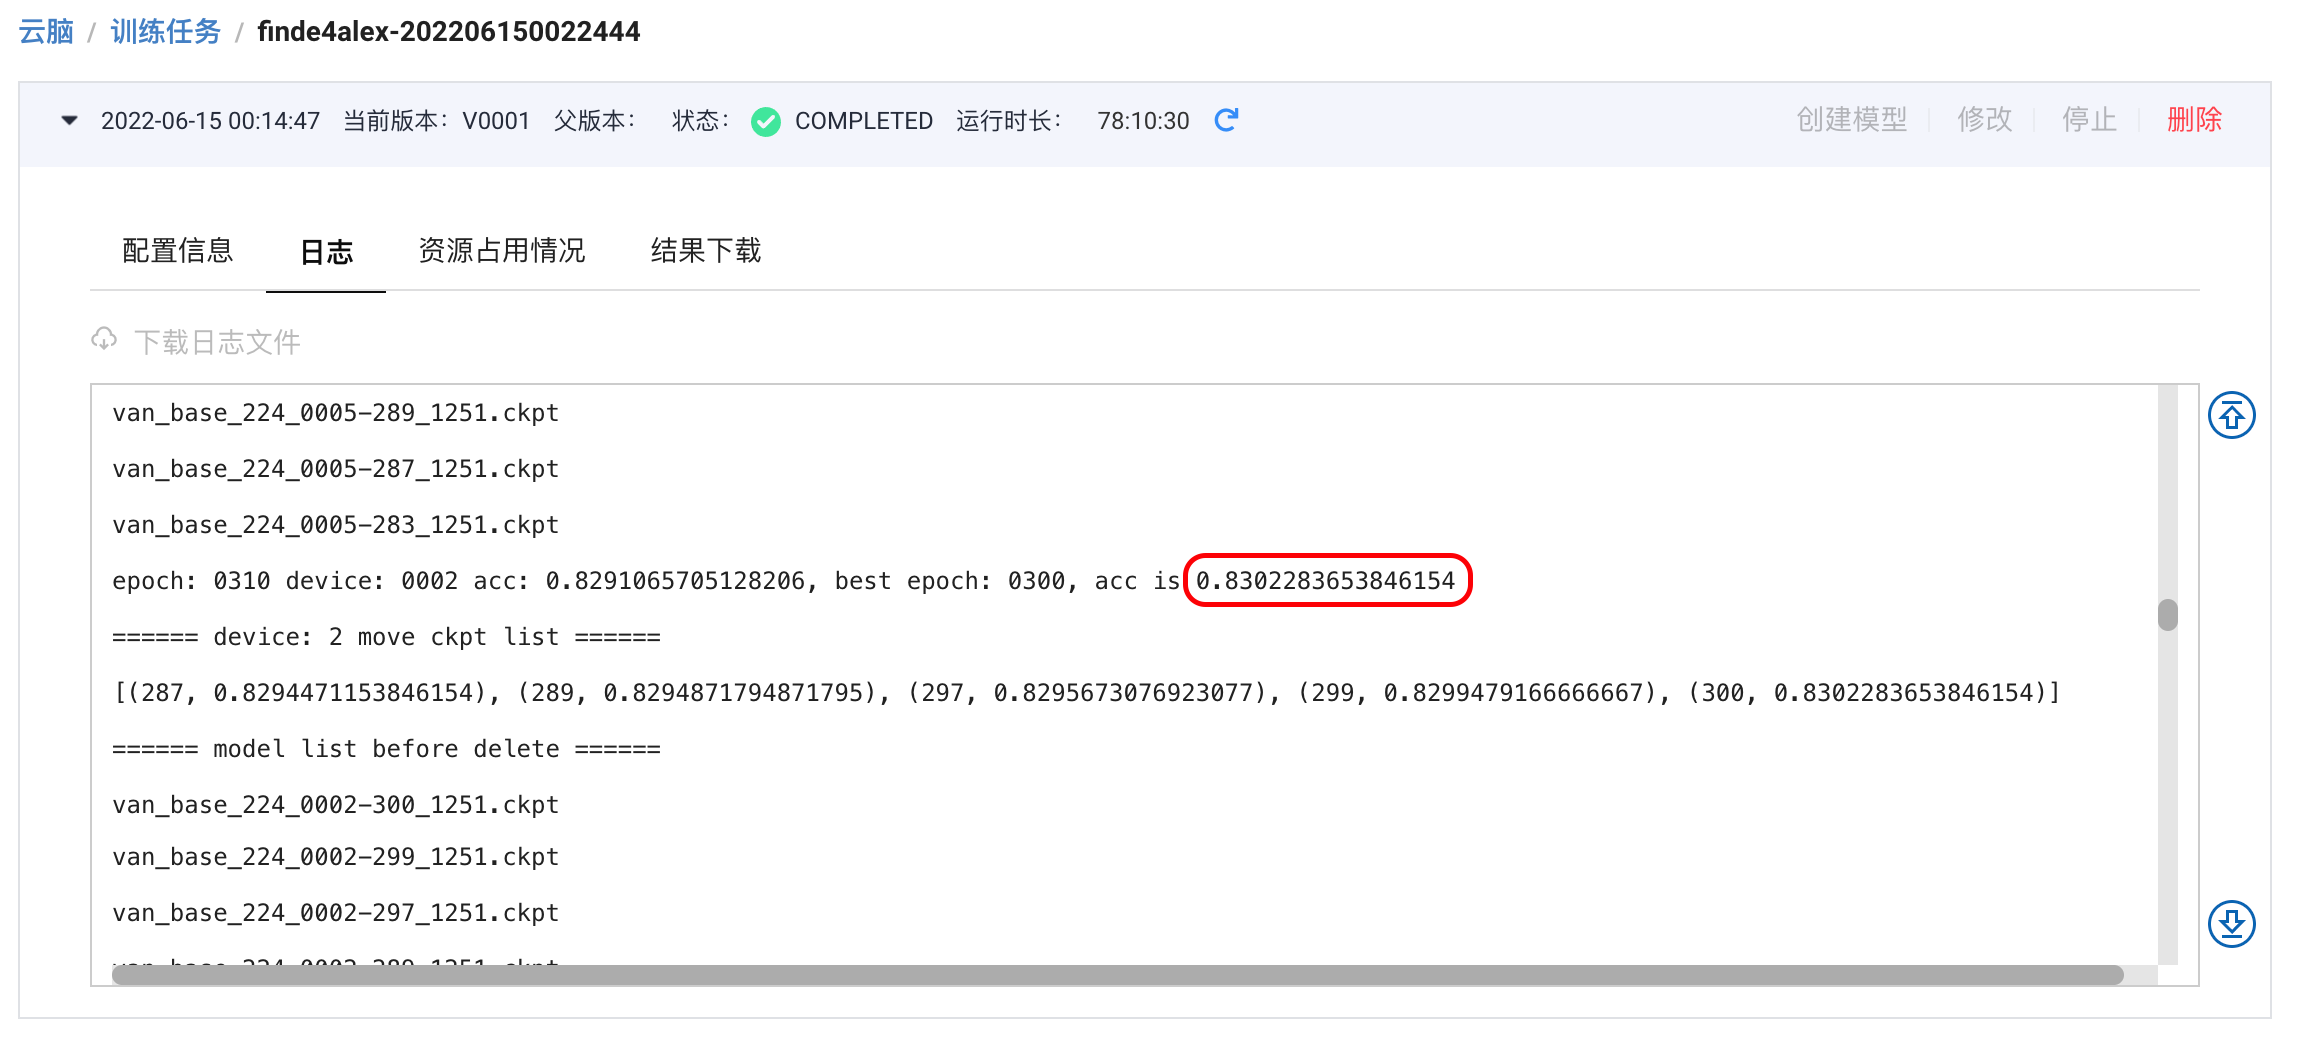 云脑 / 训练任务 / finde4alex-202206150022444
2022-06-15 00:14:47 当前版本：V0001 父版本： 状态： COMPLETED 运行时长： 78:10:30 创建模型 修改 停止 删除
配置信息 日志 资源占用情况 结果下载
下载日志文件
van_base_224_0005-289_1251.ckpt
van_base_224_0005-287_1251.ckpt
van_base_224_0005-283_1251.ckpt
epoch: 0310 device: 0002 acc: 0.8291065705128206, best epoch: 0300, acc is 0.8302283653846154
====== device: 2 move ckpt list ======
[(287, 0.8294471153846154), (289, 0.8294871794871795), (297, 0.8295673076923077), (299, 0.8299479166666667), (300, 0.8302283653846154)]
====== model list before delete ======
van_base_224_0002-300_1251.ckpt
van_base_224_0002-299_1251.ckpt
van_base_224_0002-297_1251.ckpt
van_base_224_0002-289_1251.ckpt